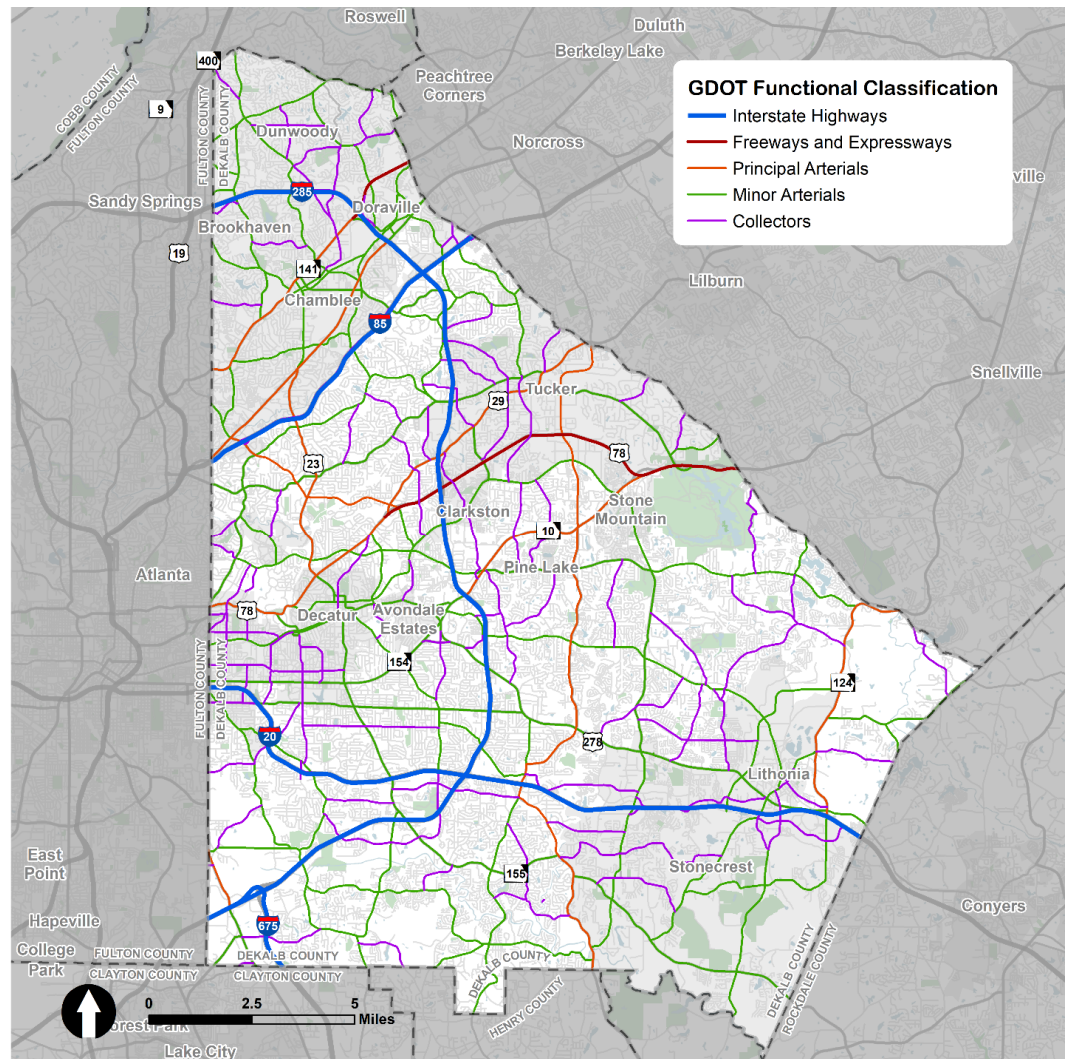 Roswell
Duluth
Berkeley Lake
400
Peachtree
Corners
COBB COUNTY
FULTON COUNTY
9
FULTON COUNTY
DEKALB COUNTY
Dunwoody
Norcross
GDOT Functional Classification
Interstate Highways
Freeways and Expressways
Principal Arterials
Minor Arterials
Collectors
ville
285
Sandy Springs
Doraville
Brookhaven
19
141
Lilburn
Chamblee
85
Snellville
Tucker
29
78
23
Stone
Mountain
Clarkston
10
Pine Lake
Atlanta
78
Decatur
Avondale
Estates
154
FULTON COUNTY
DEKALB COUNTY
124
20
278
Lithonia
East
Point
155
Stonecrest
Hapeville
675
Conyers
College
Park
FULTON COUNTY
DEKALB COUNTY
CLAYTON COUNTY
CLAYTON COUNTY
DEKALB COUNTY
HENRY COUNTY
DEKALB COUNTY
ROCKDALE COUNTY
0 2.5 5
Miles
orest Park
Lake City